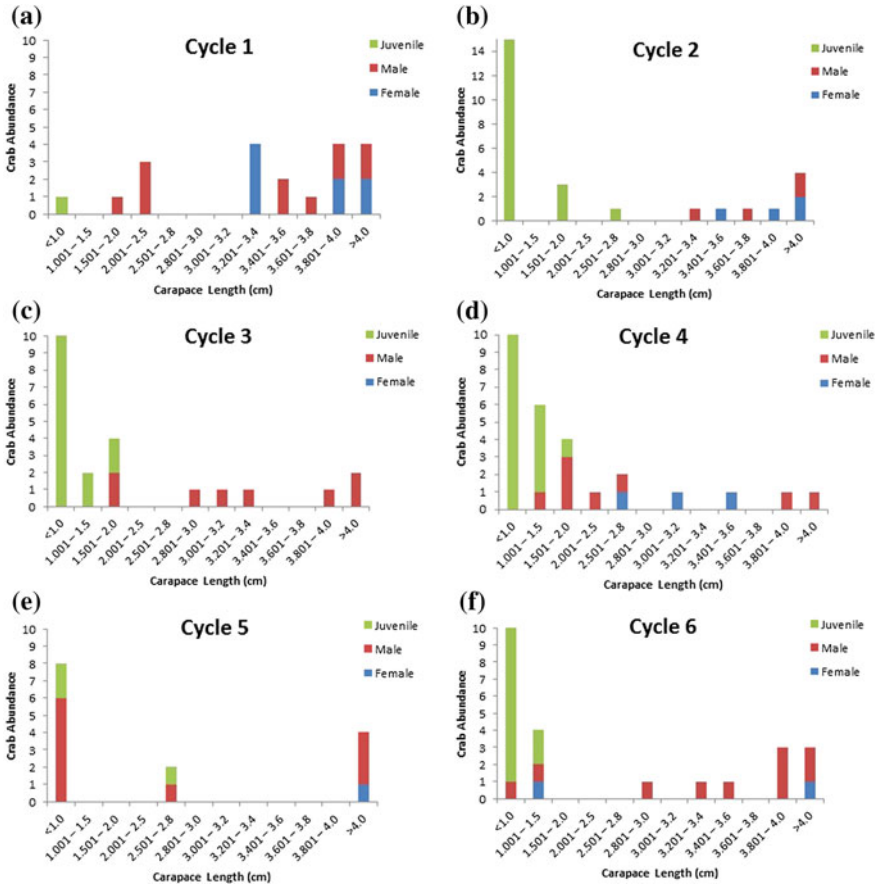 (a)
Cycle 1
Juvenile
Male
Female
Crab Abundance
10
9
8
7
6
5
4
3
2
1
0
<1.0
1.001 – 1.5
1.501 – 2.0
2.001 – 2.5
2.501 – 2.8
2.801 – 3.0
3.001 – 3.2
3.201 – 3.4
3.401 – 3.6
3.601 – 3.8
3.801 – 4.0
>4.0
Carapace Length (cm)
(b)
Cycle 2
Juvenile
Male
Female
Crab Abundance
14
12
10
8
6
4
2
0
<1.0
1.001 – 1.5
1.501 – 2.0
2.001 – 2.5
2.501 – 2.8
2.801 – 3.0
3.001 – 3.2
3.201 – 3.4
3.401 – 3.6
3.601 – 3.8
3.801 – 4.0
>4.0
Carapace Length (cm)
(c)
Cycle 3
Juvenile
Male
Female
Crab Abundance
10
9
8
7
6
5
4
3
2
1
0
<1.0
1.001 – 1.5
1.501 – 2.0
2.001 – 2.5
2.501 – 2.8
2.801 – 3.0
3.001 – 3.2
3.201 – 3.4
3.401 – 3.6
3.601 – 3.8
3.801 – 4.0
>4.0
Carapace Length (cm)
(d)
Cycle 4
Juvenile
Male
Female
Crab Abundance
10
9
8
7
6
5
4
3
2
1
0
<1.0
1.001 – 1.5
1.501 – 2.0
2.001 – 2.5
2.501 – 2.8
2.801 – 3.0
3.001 – 3.2
3.201 – 3.4
3.401 – 3.6
3.601 – 3.8
3.801 – 4.0
>4.0
Carapace Length (cm)
(e)
Cycle 5
Juvenile
Male
Female
Crab Abundance
10
9
8
7
6
5
4
3
2
1
0
<1.0
1.001 – 1.5
1.501 – 2.0
2.001 – 2.5
2.501 – 2.8
2.801 – 3.0
3.001 – 3.2
3.201 – 3.4
3.401 – 3.6
3.601 – 3.8
3.801 – 4.0
>4.0
Carapace Length (cm)
(f)
Cycle 6
Juvenile
Male
Female
Crab Abundance
10
9
8
7
6
5
4
3
2
1
0
<1.0
1.001 – 1.5
1.501 – 2.0
2.001 – 2.5
2.501 – 2.8
2.801 – 3.0
3.001 – 3.2
3.201 – 3.4
3.401 – 3.6
3.601 – 3.8
3.801 – 4.0
>4.0
Carapace Length (cm)